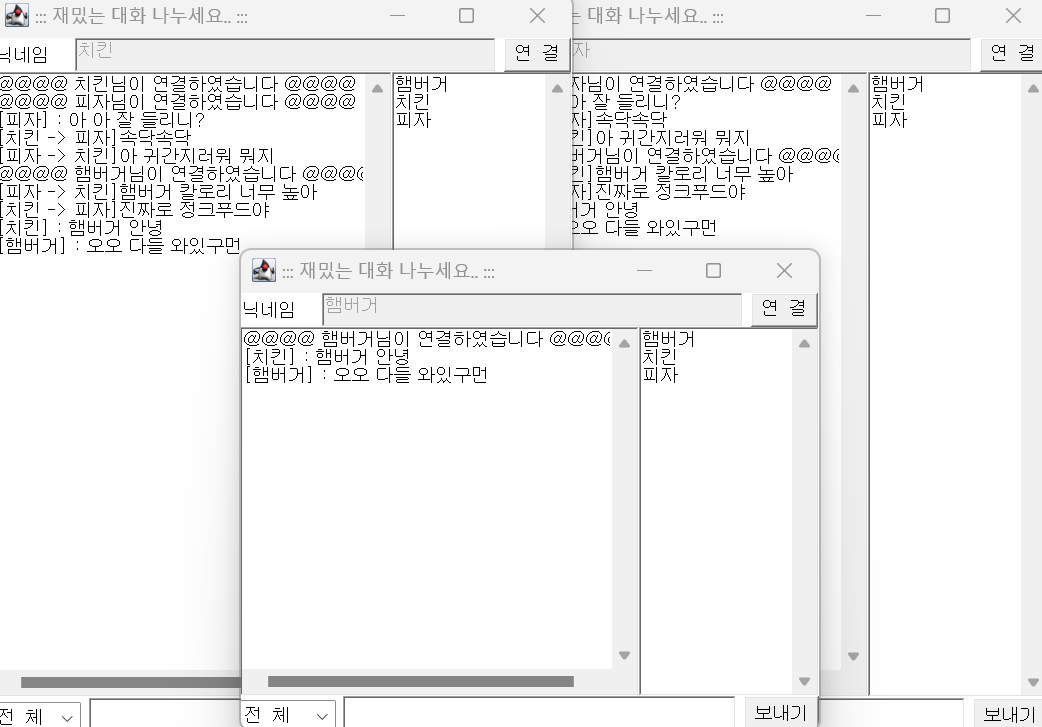 ::: 재밌는 대화 나누세요.. :::
닉네임
치킨
연 결
@@@@ 치킨님이 연결하였습니다 @@@@
@@@@ 피자님이 연결하였습니다 @@@@
[피자] : 아 아 잘 들리니?
[치킨 -> 피자]속닥속닥
[피자 -> 치킨]아 귀간지러워 뭐지
@@@@ 햄버거님이 연결하였습니다 @@@@
[피자 -> 치킨]햄버거 칼로리 너무 높아
[치킨 -> 피자]진짜로 정크푸드야
[치킨] : 햄버거 안녕
[햄버거] : 오오 다들 와있구먼
햄버거
치킨
피자
전 체
재밌는 대화 나누세요.. :::
자
연 결
자님이 연결하였습니다 @@@@
아 잘 들리니?
자]속닥속닥
킨]아 귀간지러워 뭐지
버거님이 연결하였습니다 @@@@
킨]햄버거 칼로리 너무 높아
자]진짜로 정크푸드야
버거 안녕
오오 다들 와있구먼
햄버거
치킨
피자
보내기
::: 재밌는 대화 나누세요.. :::
닉네임
햄버거
연 결
@@@@ 햄버거님이 연결하였습니다 @@@@
[치킨] : 햄버거 안녕
[햄버거] : 오오 다들 와있구먼
햄버거
치킨
피자
전 체
보내기